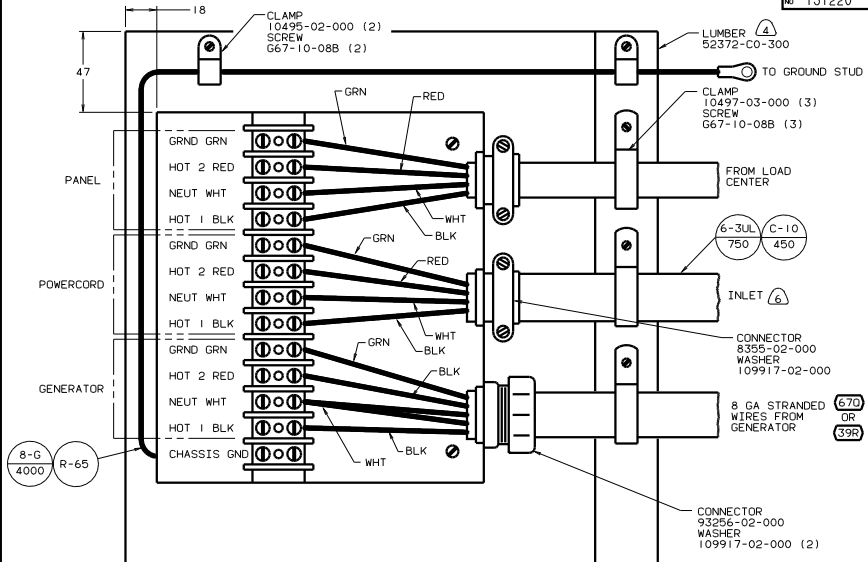 18
CLAMP
10495-02-000 (2)
SCREW
G67-10-08B (2)
NO 131220
47
LUMBER 4
52372-C0-300
TO GROUND STUD
CLAMP
10497-03-000 (3)
SCREW
G67-10-08B (3)
GRN
RED
PANEL
GRND GRN
HOT 2 RED
NEUT WHT
HOT 1 BLK
WHT
BLK
FROM LOAD
CENTER
6-3UL
750
C-10
450
POWERCORD
GRND GRN
HOT 2 RED
NEUT WHT
HOT 1 BLK
GRN
RED
WHT
BLK
INLET 6
CONNECTOR
8355-02-000
WASHER
109917-02-000
GENERATOR
GRND GRN
HOT 2 RED
NEUT WHT
HOT 1 BLK
CHASSIS GND
GRN
BLK
BLK
WHT
8 GA STRANDED
WIRES FROM
GENERATOR
67Q
OR
39R
8-G
4000
R-65
CONNECTOR
93256-02-000
WASHER
109917-02-000 (2)